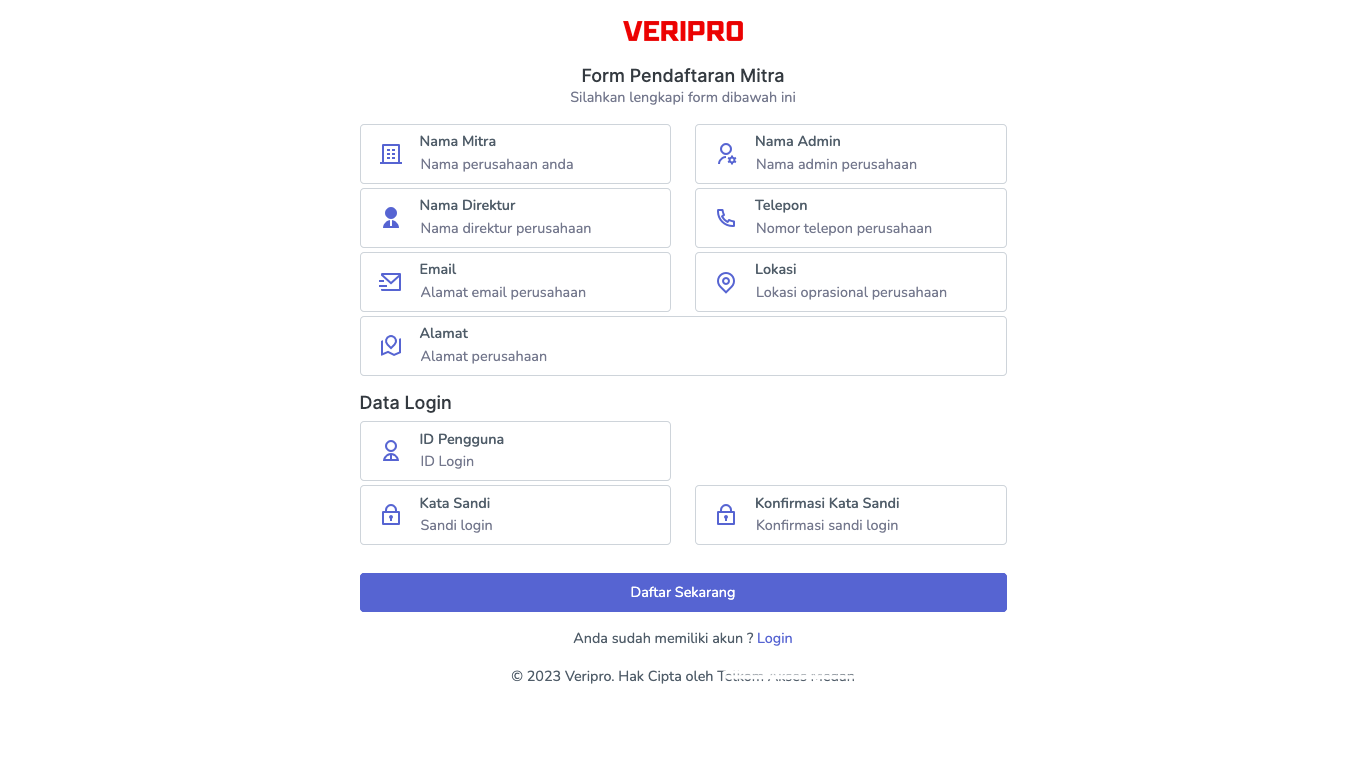 VERIPRO
Form Pendaftaran Mitra
Silahkan lengkapi form dibawah ini
Nama Mitra
Nama perusahaan anda
Nama Admin
Nama admin perusahaan
Nama Direktur
Nama direktur perusahaan
Telepon
Nomor telepon perusahaan
Email
Alamat email perusahaan
Lokasi
Lokasi oprasional perusahaan
Alamat
Alamat perusahaan
Data Login
ID Pengguna
ID Login
Kata Sandi
Sandi login
Konfirmasi Kata Sandi
Konfirmasi sandi login
Daftar Sekarang
Anda sudah memiliki akun ? Login
© 2023 Veripro. Hak Cipta oleh